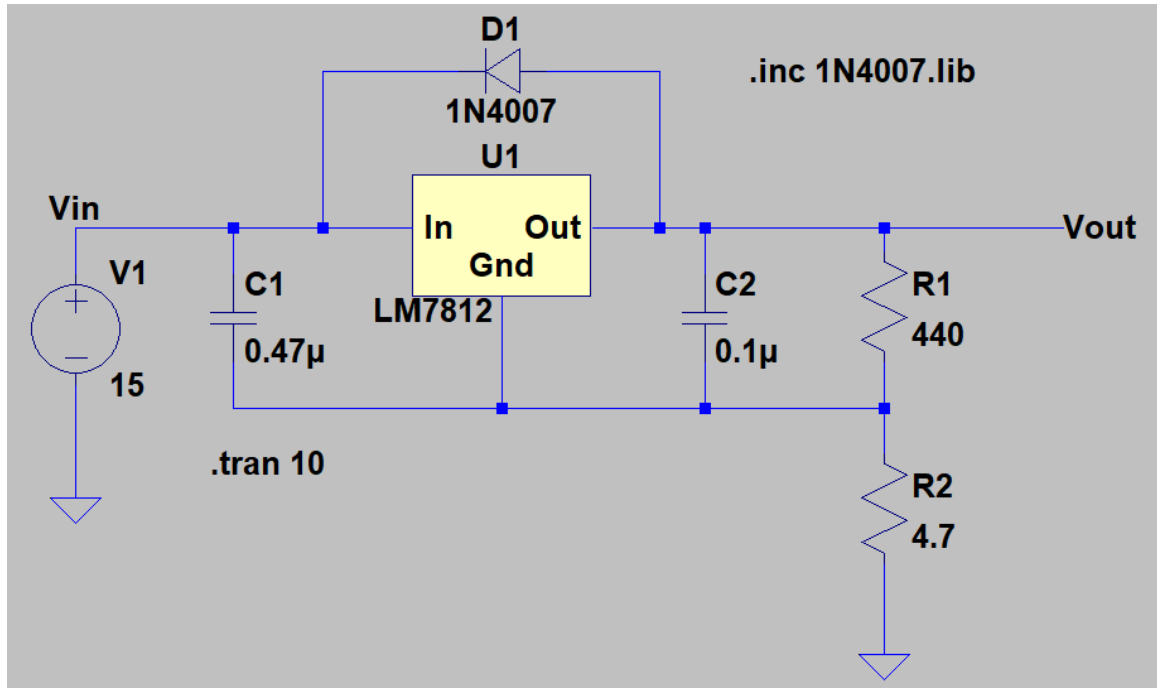 D1
.inc 1N4007.lib
1N4007
U1
Vin
In Out
Vout
Gnd
V1
C1
C2
R1
LM7812
440
0.47µ
0.1µ
15
.tran 10
R2
4.7